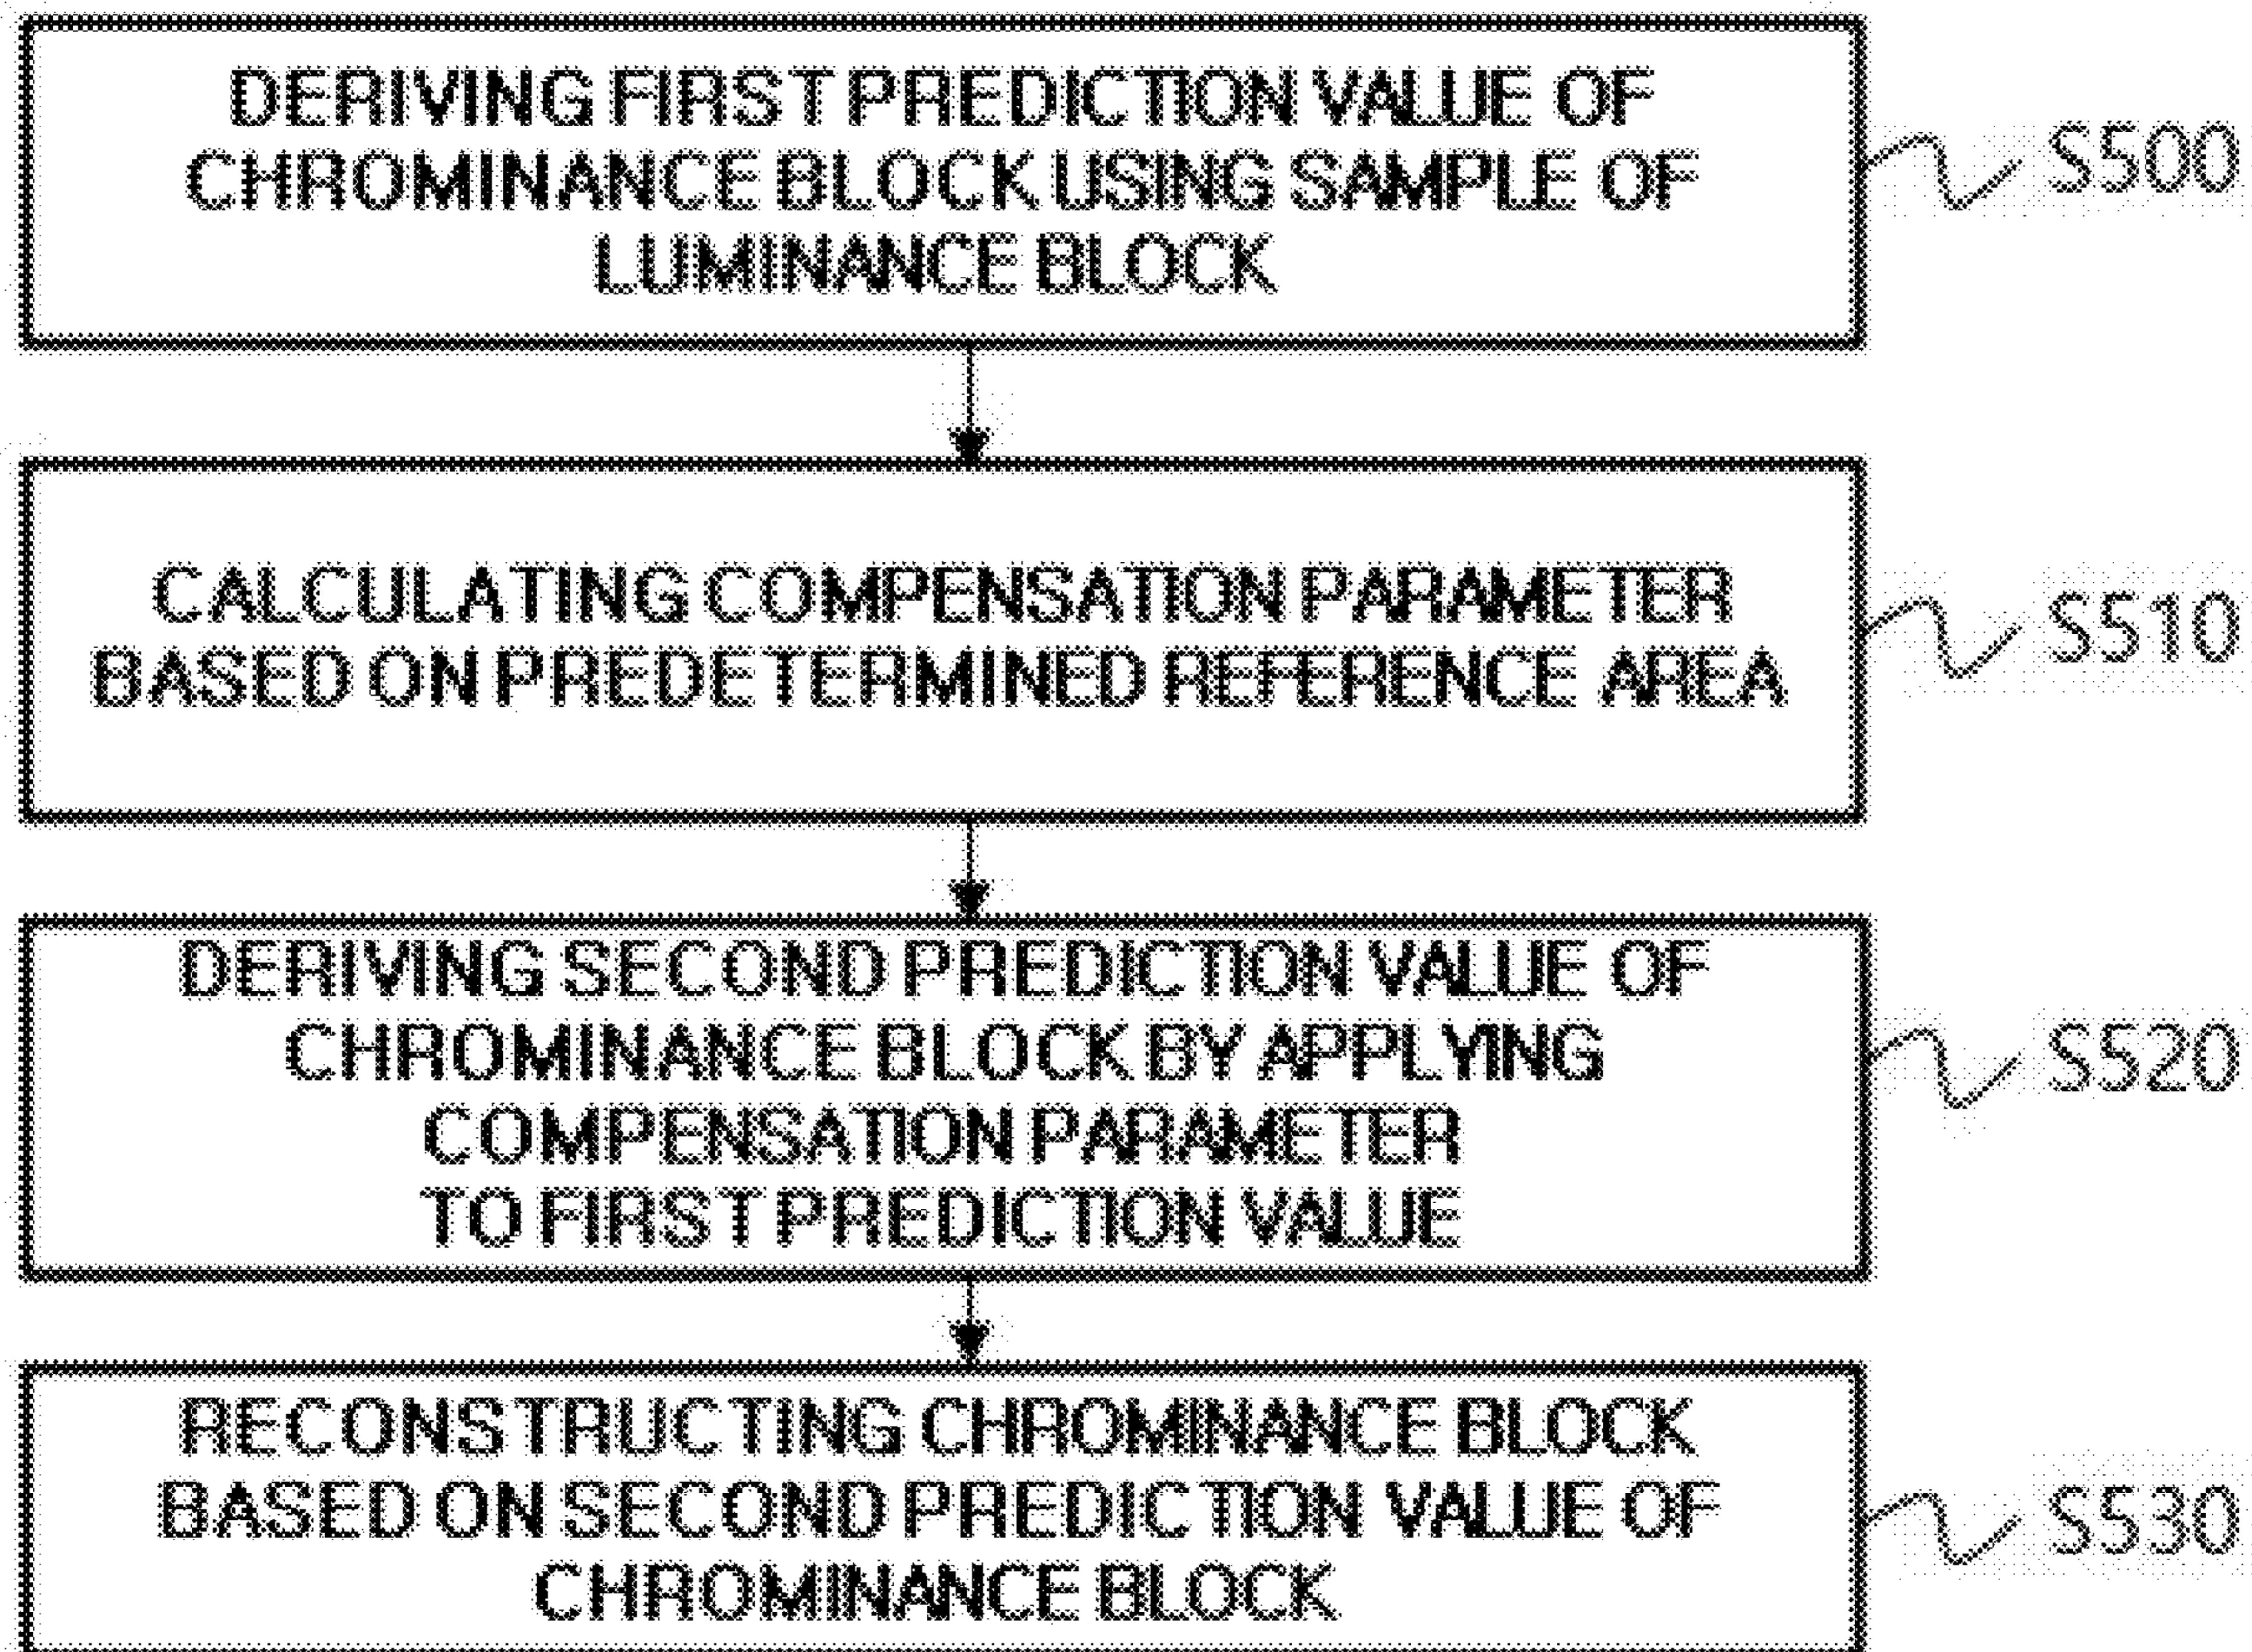 DERIVING FIRST PREDICTION VALUE OF
CHROMINANCE BLOCK USING SAMPLE OF
LUMINANCE BLOCK
S500
CALCULATING COMPENSATION PARAMETER
BASED ON PREDETERMINED REFERENCE AREA
S510
DERIVING SECOND PREDICTION VALUE OF
CHROMINANCE BLOCK BY APPLYING
COMPENSATION PARAMETER
TO FIRST PREDICTION VALUE
S520
RECONSTRUCTING CHROMINANCE BLOCK
BASED ON SECOND PREDICTION VALUE OF
CHROMINANCE BLOCK
S530